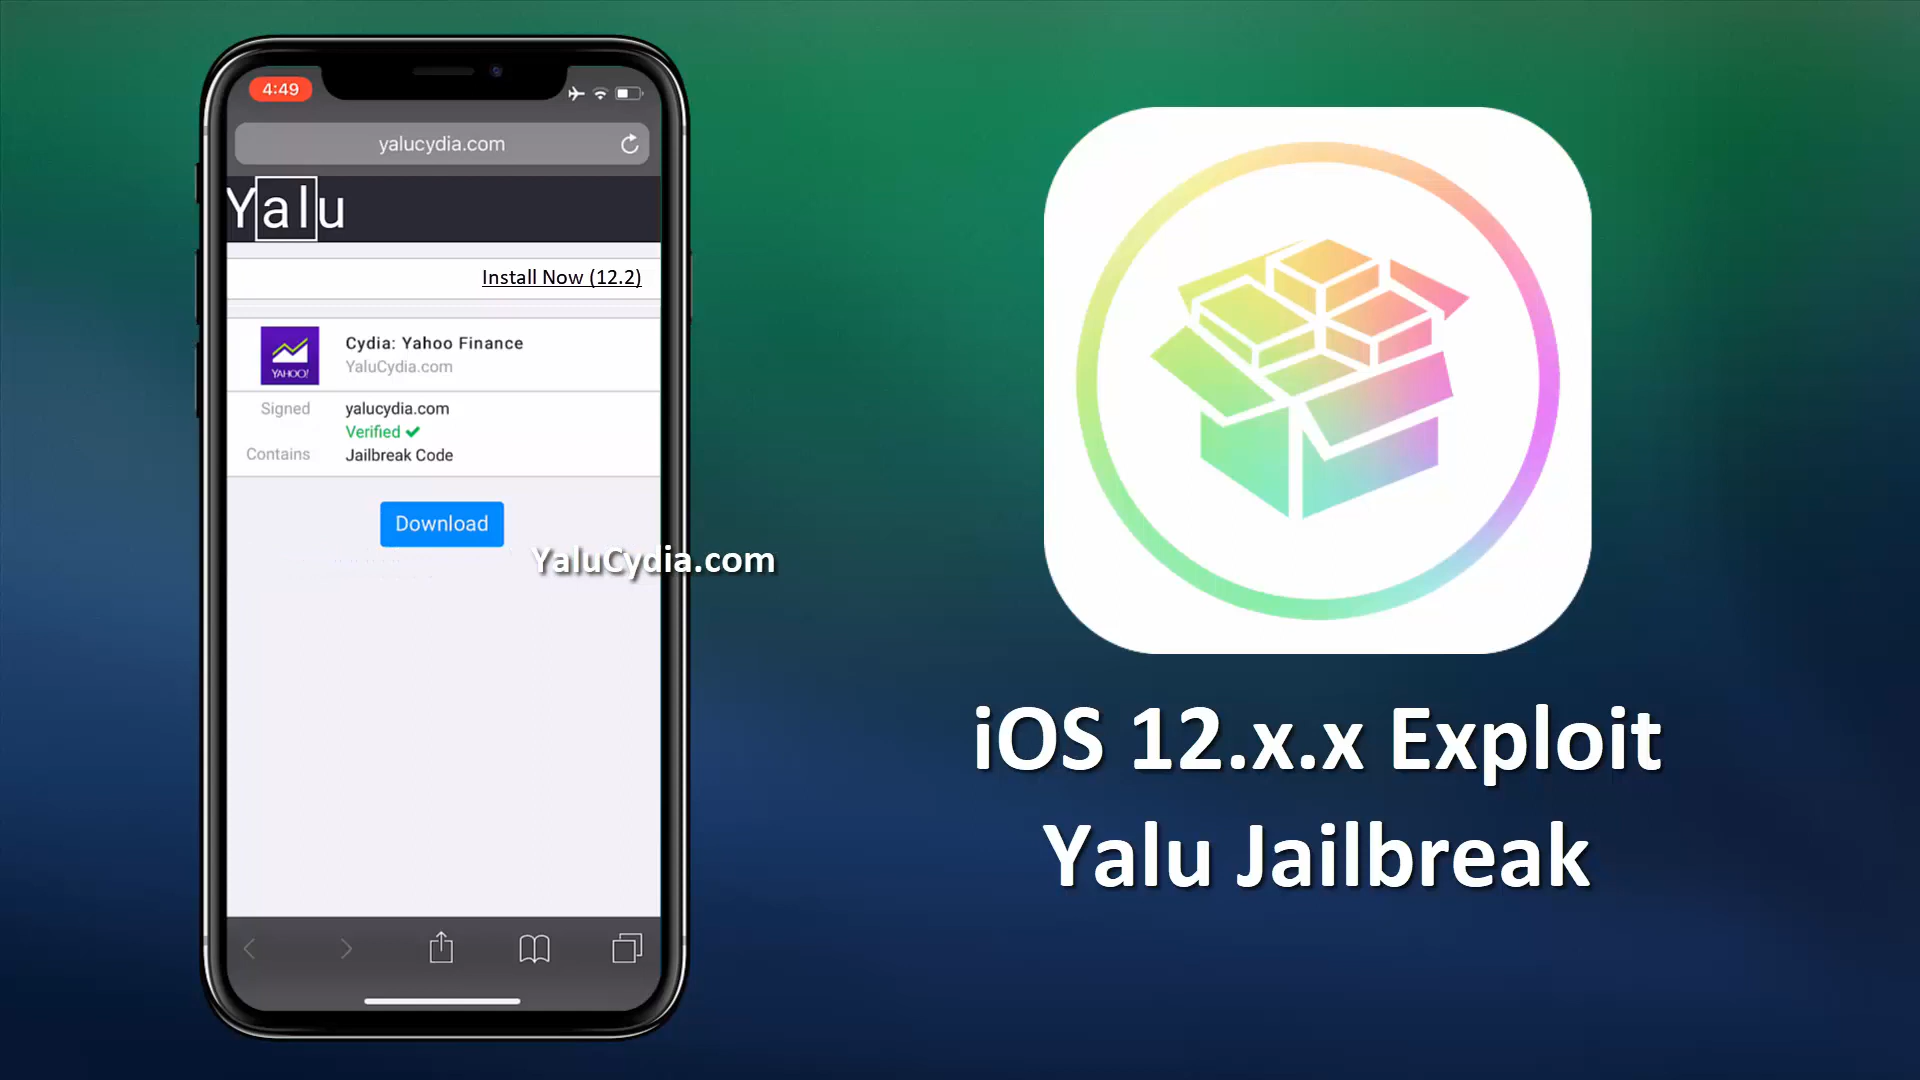 4:49
yalucydia.com
Yalu
Install Now (12.2)
YAHOO!
Cydia: Yahoo Finance
YaluCydia.com
Signed
yalucydia.com
Verified
Contains
Jailbreak Code
Download
YaluCydia.com
iOS 12.x.x Exploit
Yalu Jailbreak